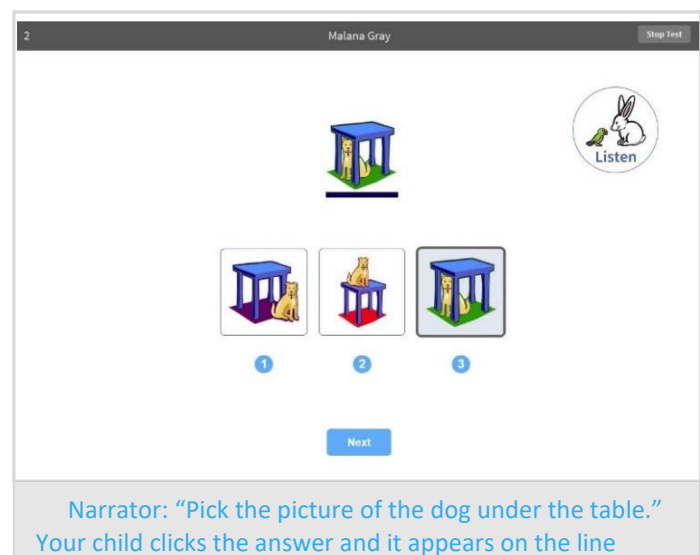 2
Malana Gray
Stop Test
Listen
1
2
3
Next
Narrator: “Pick the picture of the dog under the table.”
Your child clicks the answer and it appears on the line